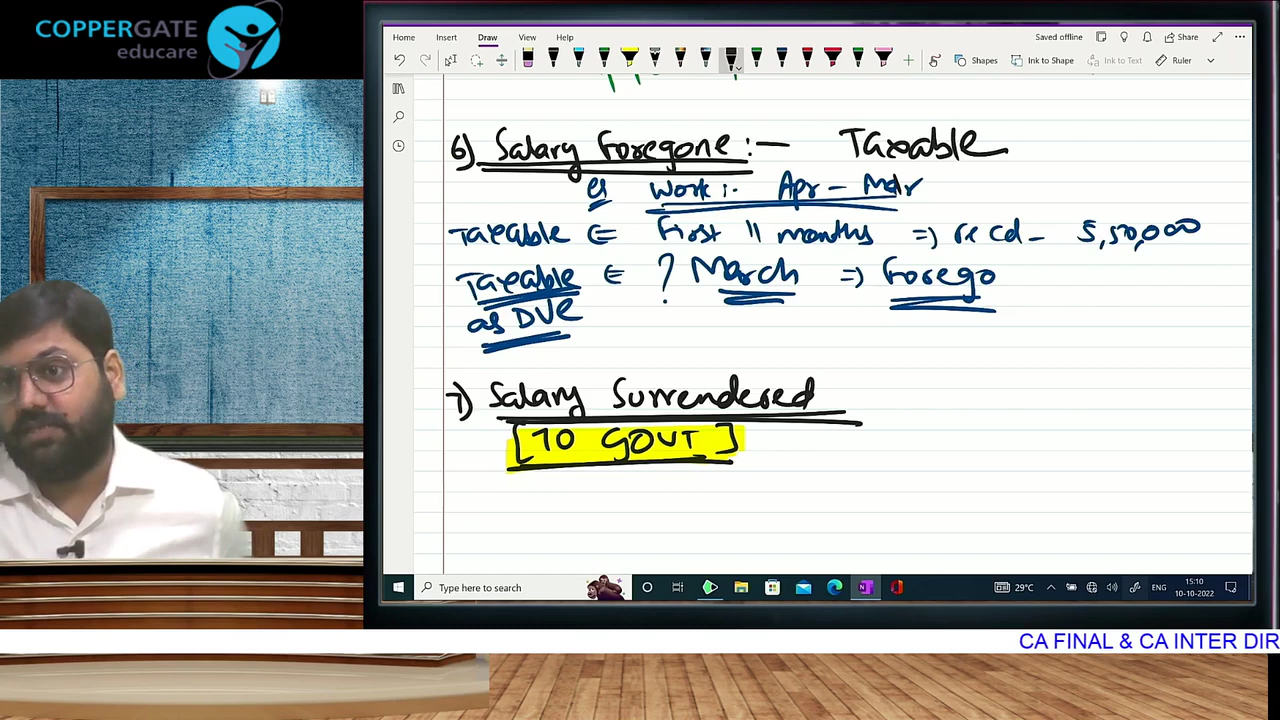 COPPERGATE
educare
Home Insert Draw View Help
Saved offline
Share
Shapes
Ink to Shape
Ink to Text
Ruler
6) Salary Foregone :- Taxable
eg Work :- Apr - Mar
Taxable ⇐ First 11 months => recd - 5,50,000
Taxable ⇐ ? March => Forego
as DUE
7) Salary Surrendered
[TO GOVT]
Type here to search
29°C
ENG
15:10
10-10-2022
CA FINAL & CA INTER DIR